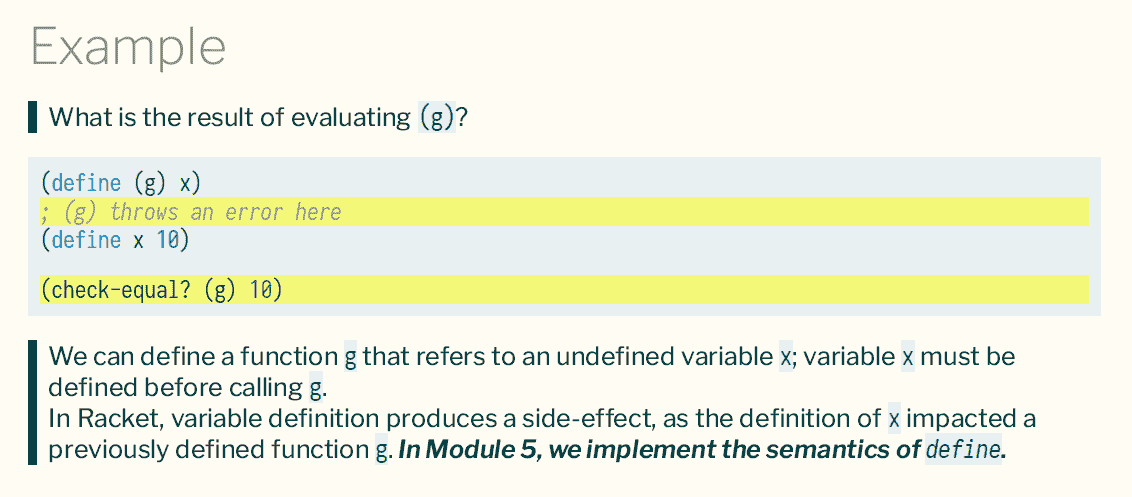 Example
What is the result of evaluating (g)?
(define (g) x)
; (g) throws an error here
(define x 10)
(check-equal? (g) 10)
We can define a function g that refers to an undefined variable x; variable x must be
defined before calling g.
In Racket, variable definition produces a side-effect, as the definition of x impacted a
previously defined function g. In Module 5, we implement the semantics of define.